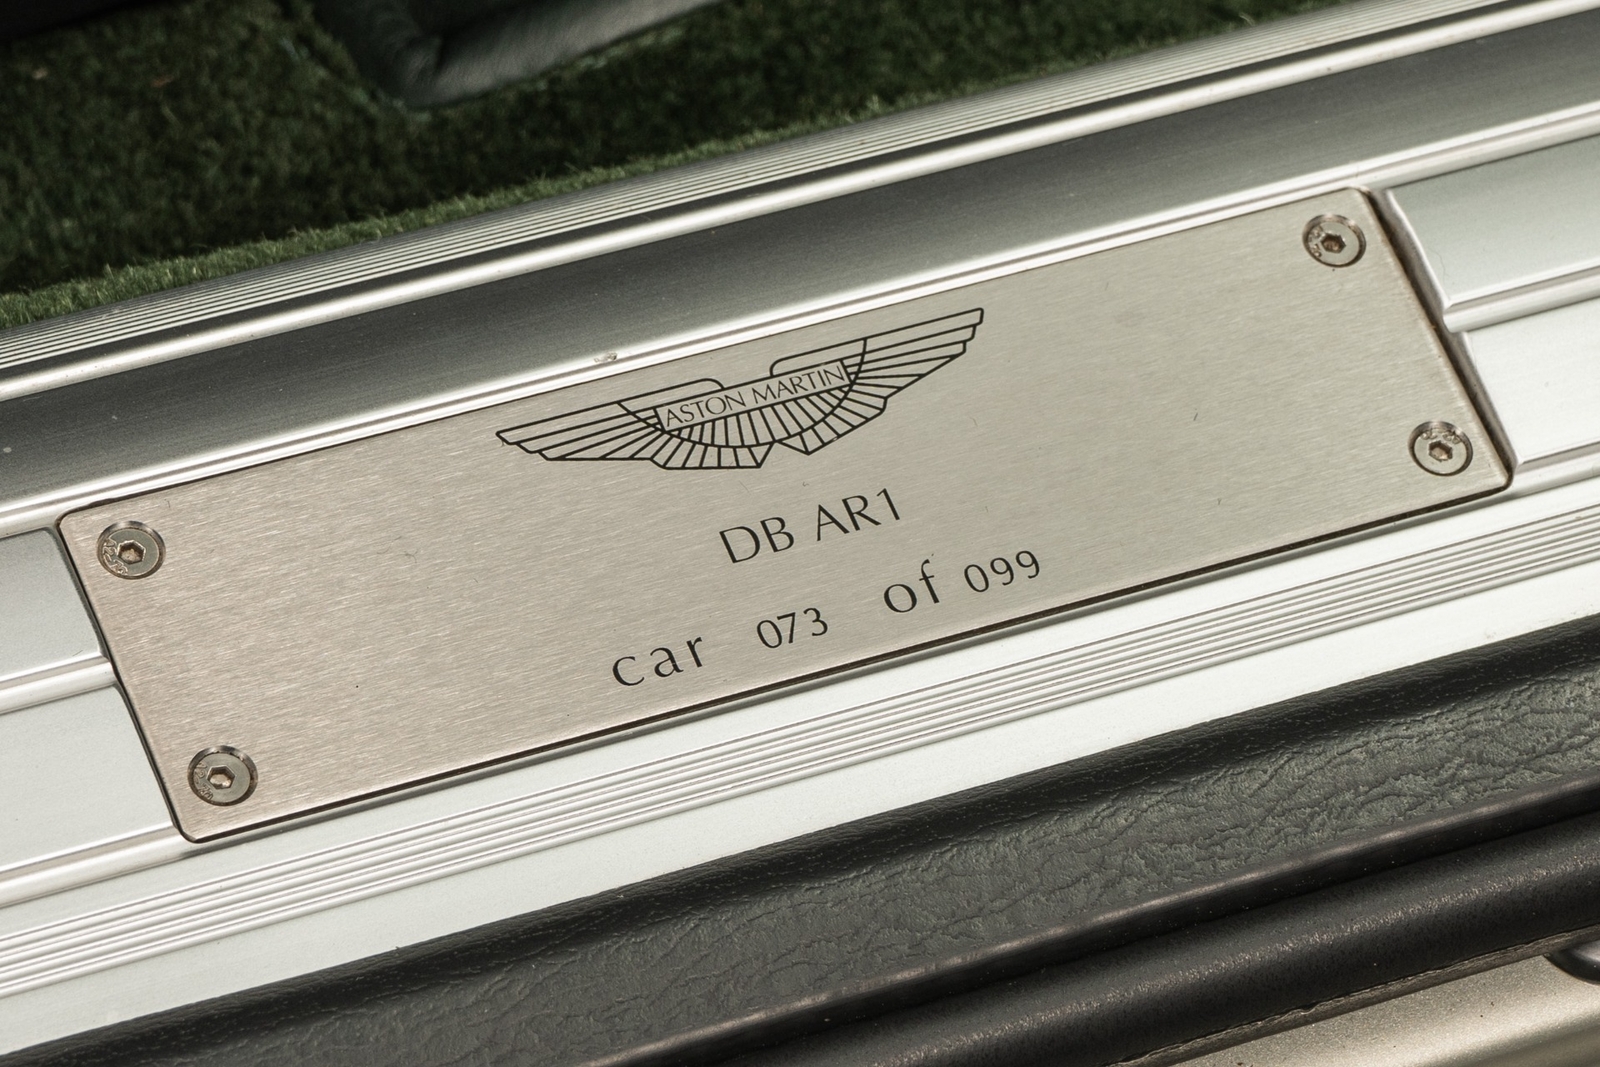 ASTON MARTIN
DB AR1
car 073 of 099